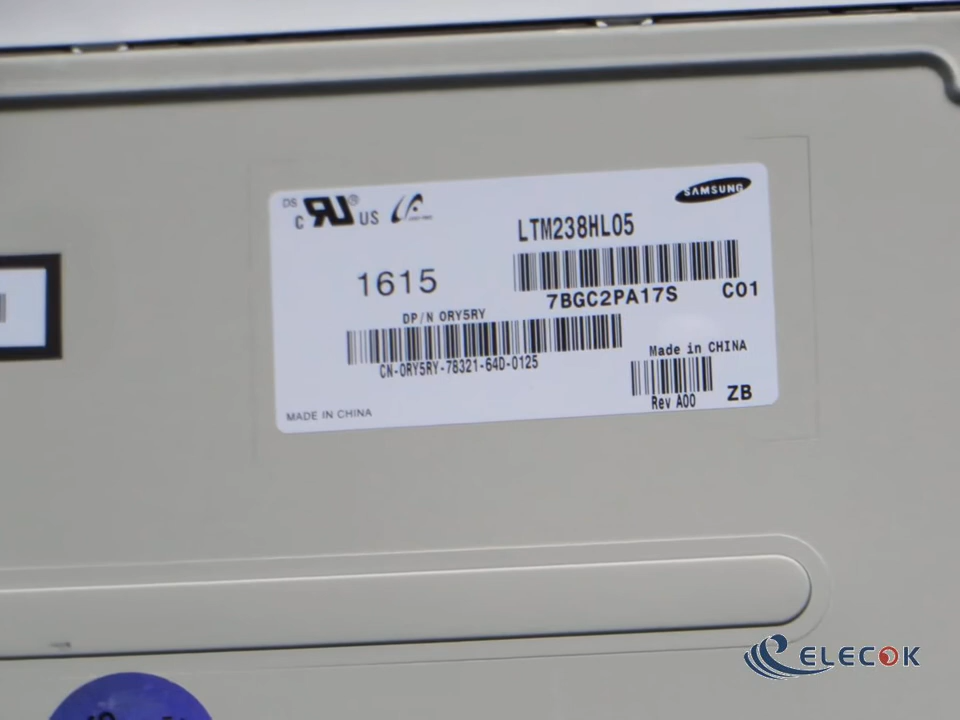 DS
C RU® US
SAMSUNG
LTM238HL05
1615
7BGC2PA17S C01
DP/N 0RY5RY
CN-0RY5RY-78321-64D-0125
Made in CHINA
Rev A00 ZB
MADE IN CHINA
ELECOK